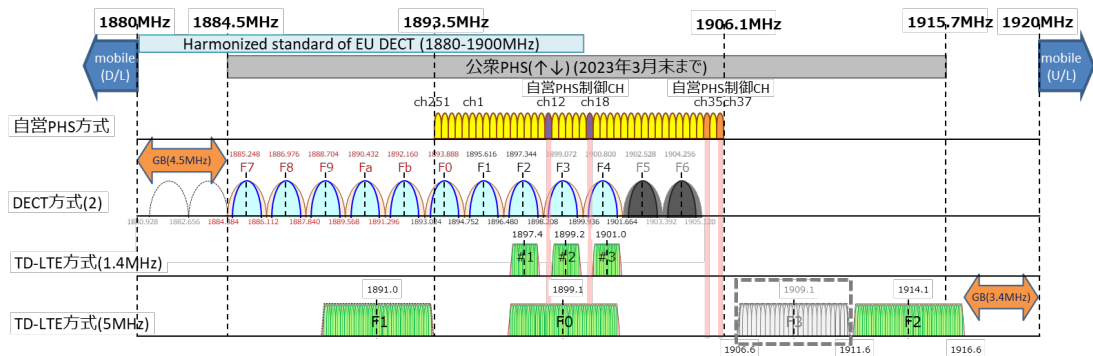 1880MHz
1884.5MHz
1893.5MHz
1906.1MHz
1915.7MHz
1920MHz
mobile
(D/L)
Harmonized standard of EU DECT (1880-1900MHz)
mobile
(U/L)
公衆PHS(↑↓) (2023年3月末まで)
自営PHS制御CH
自営PHS制御CH
ch251 ch1 ch12 ch18 ch35 ch37
自営PHS方式
GB(4.5MHz)
1885.248 1886.976 1888.704 1890.432 1892.160 1893.888 1895.616 1897.344 1899.072 1900.800 1902.528 1904.256
F7 F8 F9 Fa Fb F0 F1 F2 F3 F4 F5 F6
DECT方式(2)
1880.928 1882.656 1884.384 1886.112 1887.840 1889.568 1891.296 1893.024 1894.752 1896.480 1898.208 1899.936 1901.664 1903.392 1905.120
1897.4 1899.2 1901.0
TD-LTE方式(1.4MHz)
#1 #2 #3
1891.0 1899.1 1909.1 1914.1
GB(3.4MHz)
TD-LTE方式(5MHz)
F1 F0 F3 F2
1906.6 1911.6 1916.6